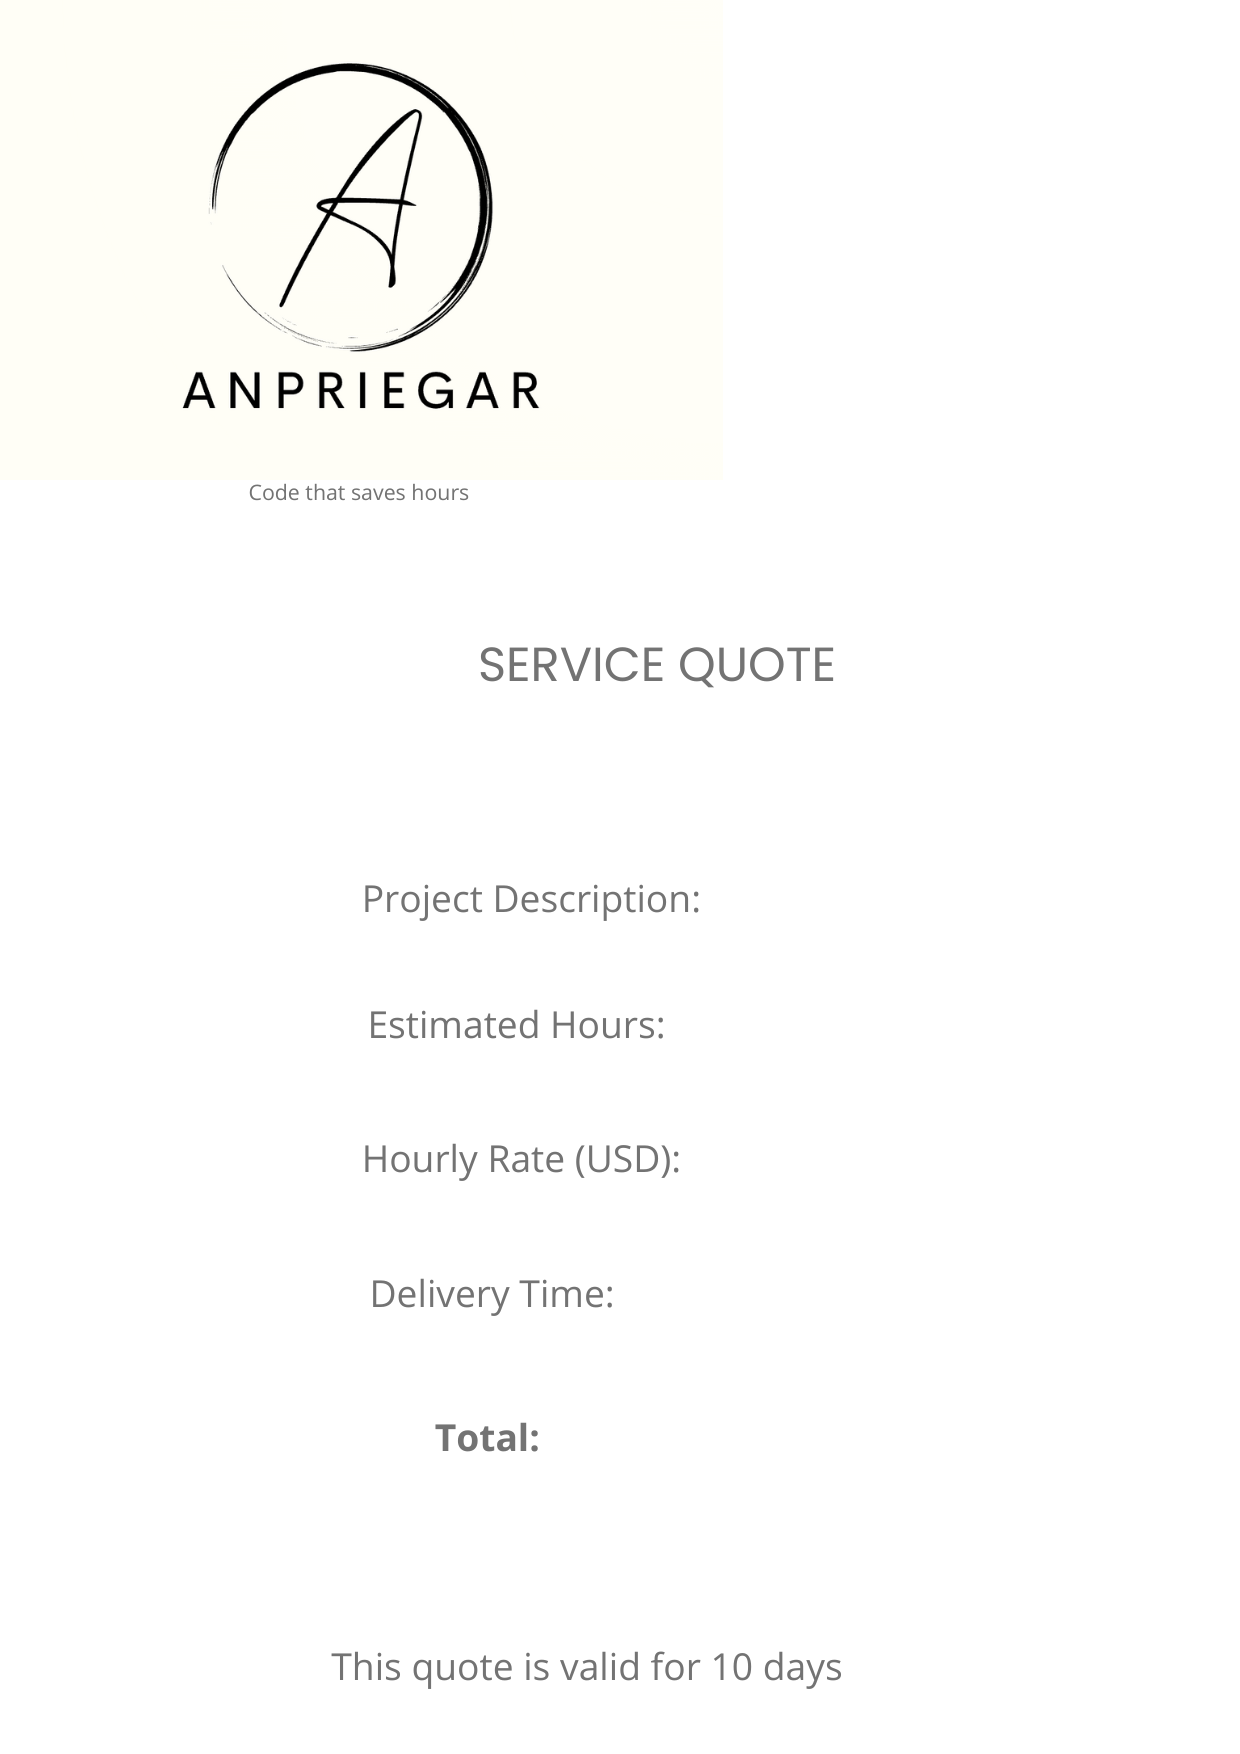 A
ANPRIEGAR
Code that saves hours
SERVICE QUOTE
Project Description:
Estimated Hours:
Hourly Rate (USD):
Delivery Time:
Total:
This quote is valid for 10 days